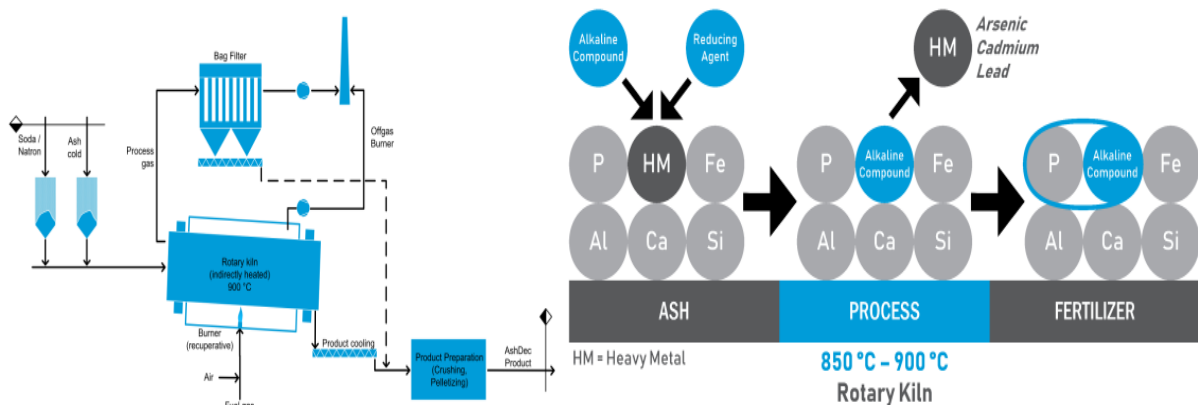 Bag Filter
Soda /
Natron
Ash
cold
Process
gas
Offgas
Burner
Rotary kiln
(indirectly heated)
900 °C
Burner
(recuperative)
Air
Fuel gas
Product cooling
Product Preparation
(Crushing,
Pelletizing)
AshDec
Product
Alkaline
Compound
Reducing
Agent
HM
Arsenic
Cadmium
Lead
P
HM
Fe
Al
Ca
Si
P
Alkaline
Compound
Fe
Al
Ca
Si
P
Alkaline
Compound
Fe
Al
Ca
Si
ASH
PROCESS
FERTILIZER
HM = Heavy Metal
850 °C – 900 °C
Rotary Kiln